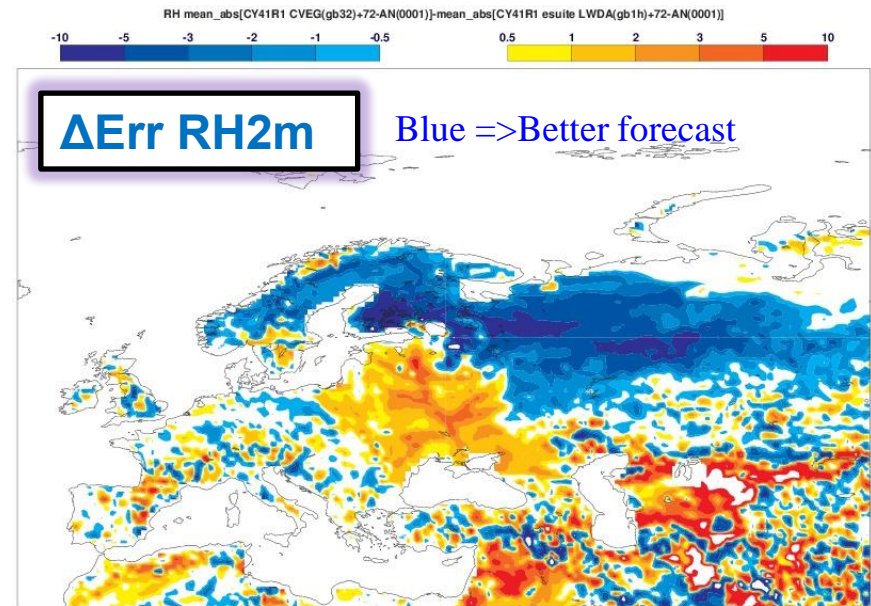 RH mean_abs[CY41R1 CVEG(gb32)+72-AN(0001)]-mean_abs[CY41R1 esuite LWDA(gb1h)+72-AN(0001)]
-10 -5 -3 -2 -1 -0.5 0.5 1 2 3 5 10
ΔErr RH2m
Blue =>Better forecast